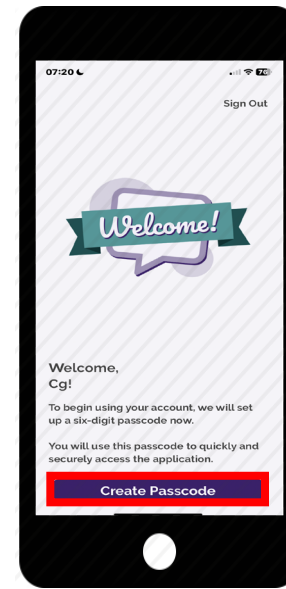 07:20
76
Sign Out
Welcome!
Welcome,
Cg!
To begin using your account, we will set
up a six-digit passcode now.
You will use this passcode to quickly and
securely access the application.
Create Passcode